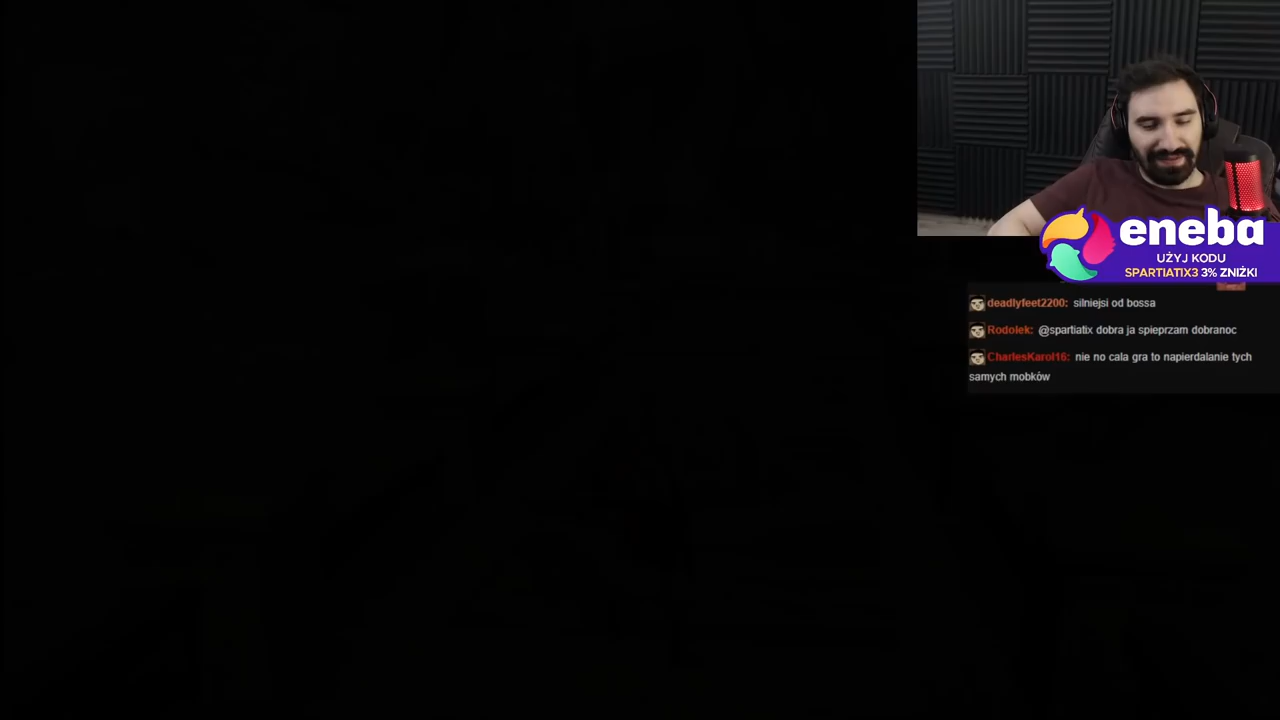 eneba
UŻYJ KODU
SPARTIATIX3 3% ZNIŻKI
deadlyfeet2200: silniejsi od bossa
Rodolek: @spartiatix dobra ja spieprzam dobranoc
CharlesKarol16: nie no cala gra to napierdalanie tych
samych mobków